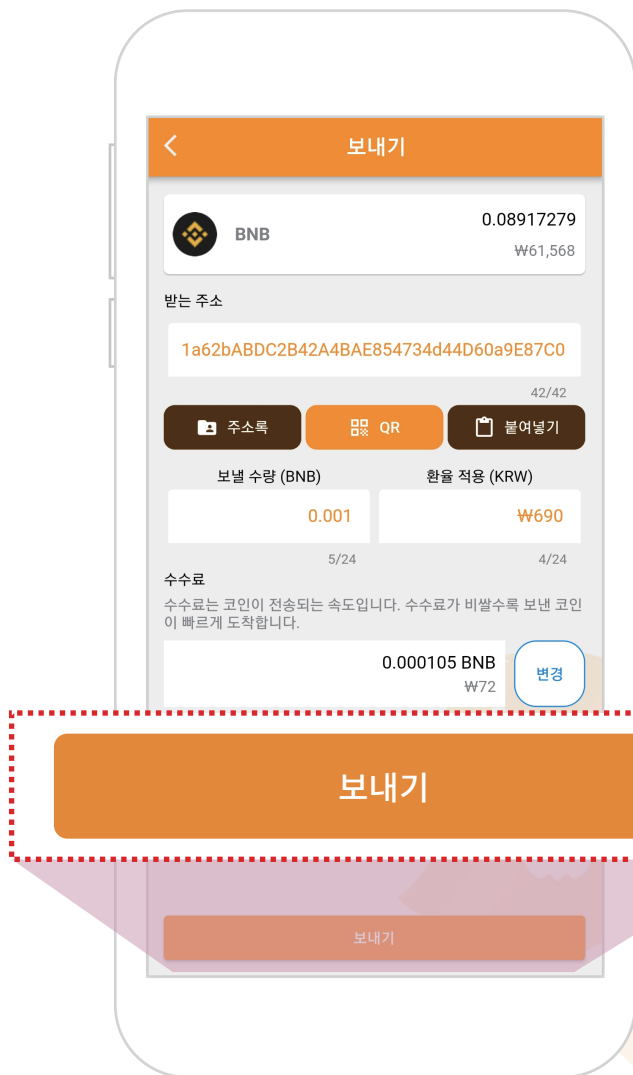 보내기
BNB
0.08917279
₩61,568
받는 주소
1a62bABDC2B42A4BAE854734d44D60a9E87C0
42/42
주소록
QR
붙여넣기
보낼 수량 (BNB)
환율 적용 (KRW)
0.001
₩690
5/24
4/24
수수료
수수료는 코인이 전송되는 속도입니다. 수수료가 비쌀수록 보낸 코인
이 빠르게 도착합니다.
0.000105 BNB
₩72
변경
보내기
보내기